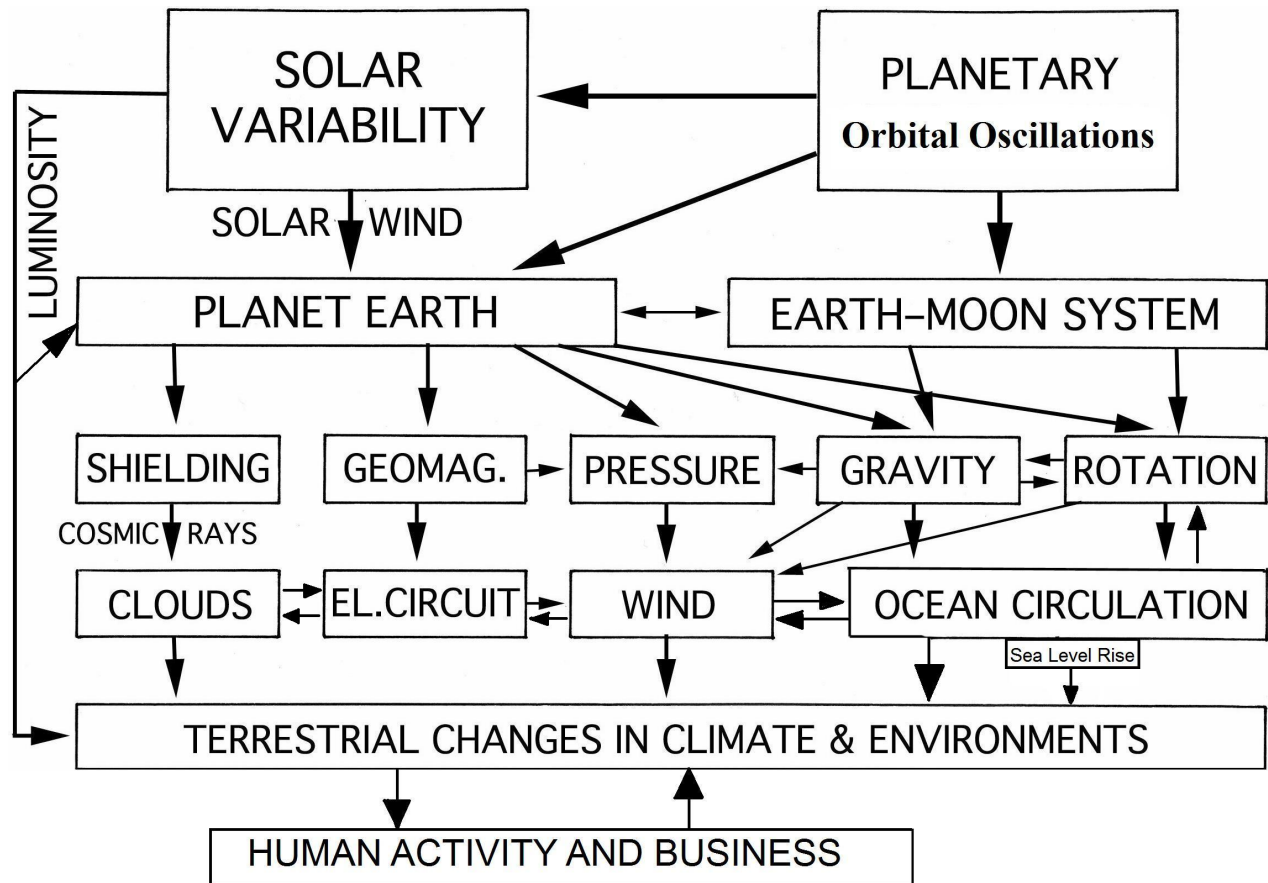 SOLAR
VARIABILITY
PLANETARY
Orbital Oscillations
LUMINOSITY
SOLAR WIND
PLANET EARTH
EARTH–MOON SYSTEM
SHIELDING
GEOMAG.
PRESSURE
GRAVITY
ROTATION
COSMIC RAYS
CLOUDS
EL.CIRCUIT
WIND
OCEAN CIRCULATION
Sea Level Rise
TERRESTRIAL CHANGES IN CLIMATE & ENVIRONMENTS
HUMAN ACTIVITY AND BUSINESS